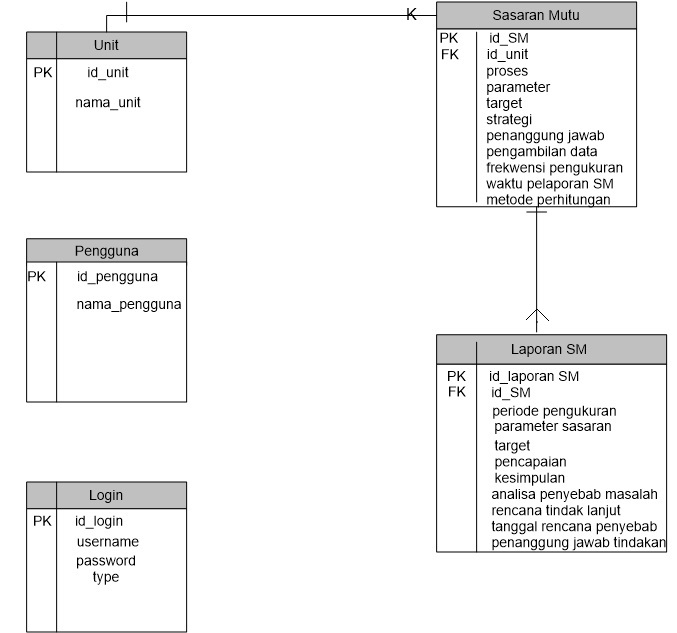 Unit
PK id_unit
nama_unit
K
Sasaran Mutu
PK id_SM
FK id_unit
proses
parameter
target
strategi
penanggung jawab
pengambilan data
frekwensi pengukuran
waktu pelaporan SM
metode perhitungan
Pengguna
PK id_pengguna
nama_pengguna
Laporan SM
PK id_laporan SM
FK id_SM
periode pengukuran
parameter sasaran
target
pencapaian
kesimpulan
analisa penyebab masalah
rencana tindak lanjut
tanggal rencana penyebab
penanggung jawab tindakan
Login
PK id_login
username
password
type